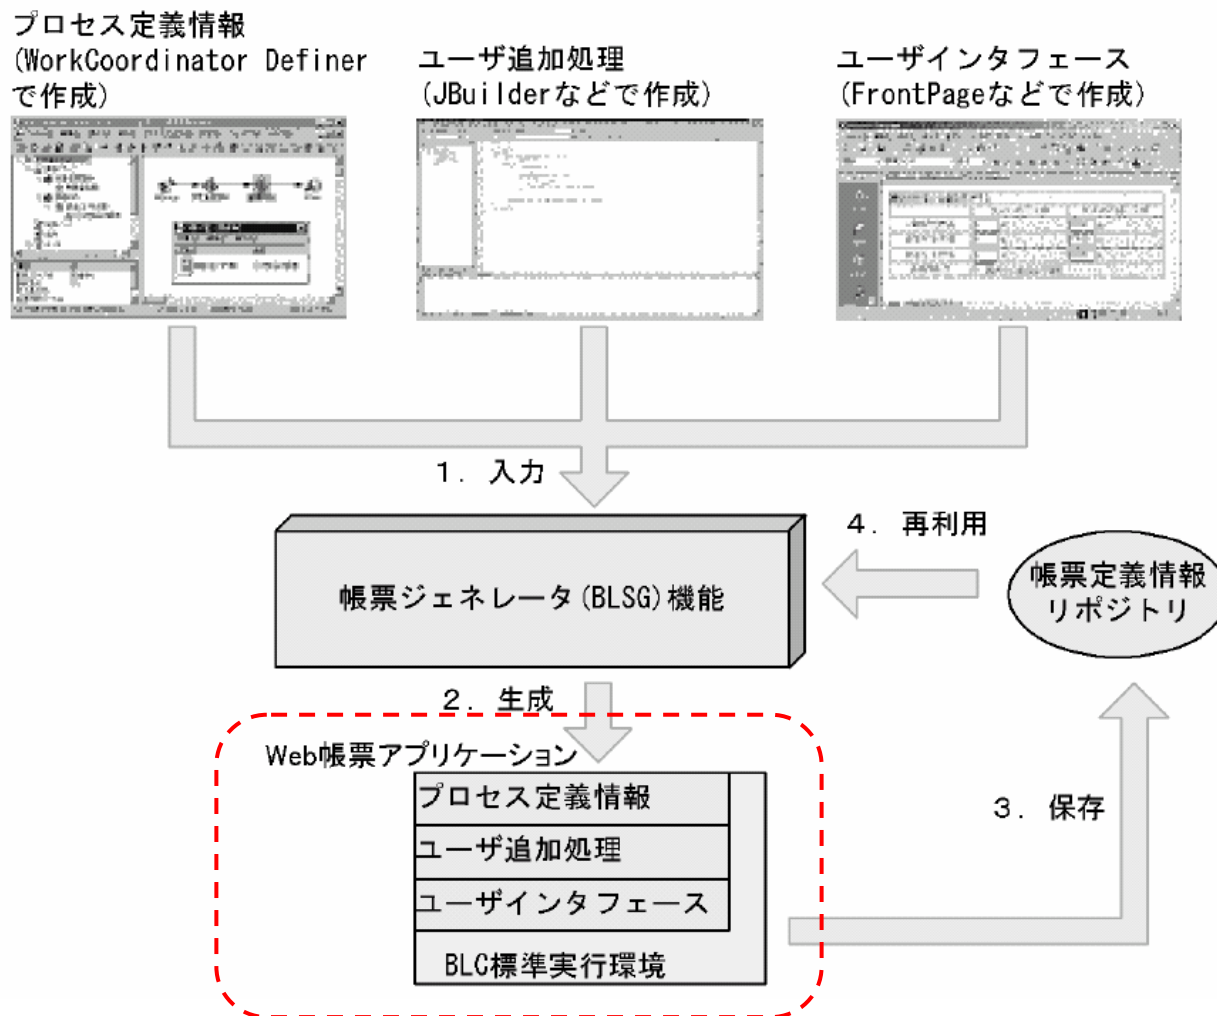 プロセス定義情報
(WorkCoordinator Definer
で作成)
ユーザ追加処理
(JBuilderなどで作成)
ユーザインタフェース
(FrontPageなどで作成)
1. 入力
帳票ジェネレータ(BLSG)機能
4. 再利用
帳票定義情報
リポジトリ
2. 生成
Web帳票アプリケーション
プロセス定義情報
ユーザ追加処理
ユーザインタフェース
BLC標準実行環境
3. 保存